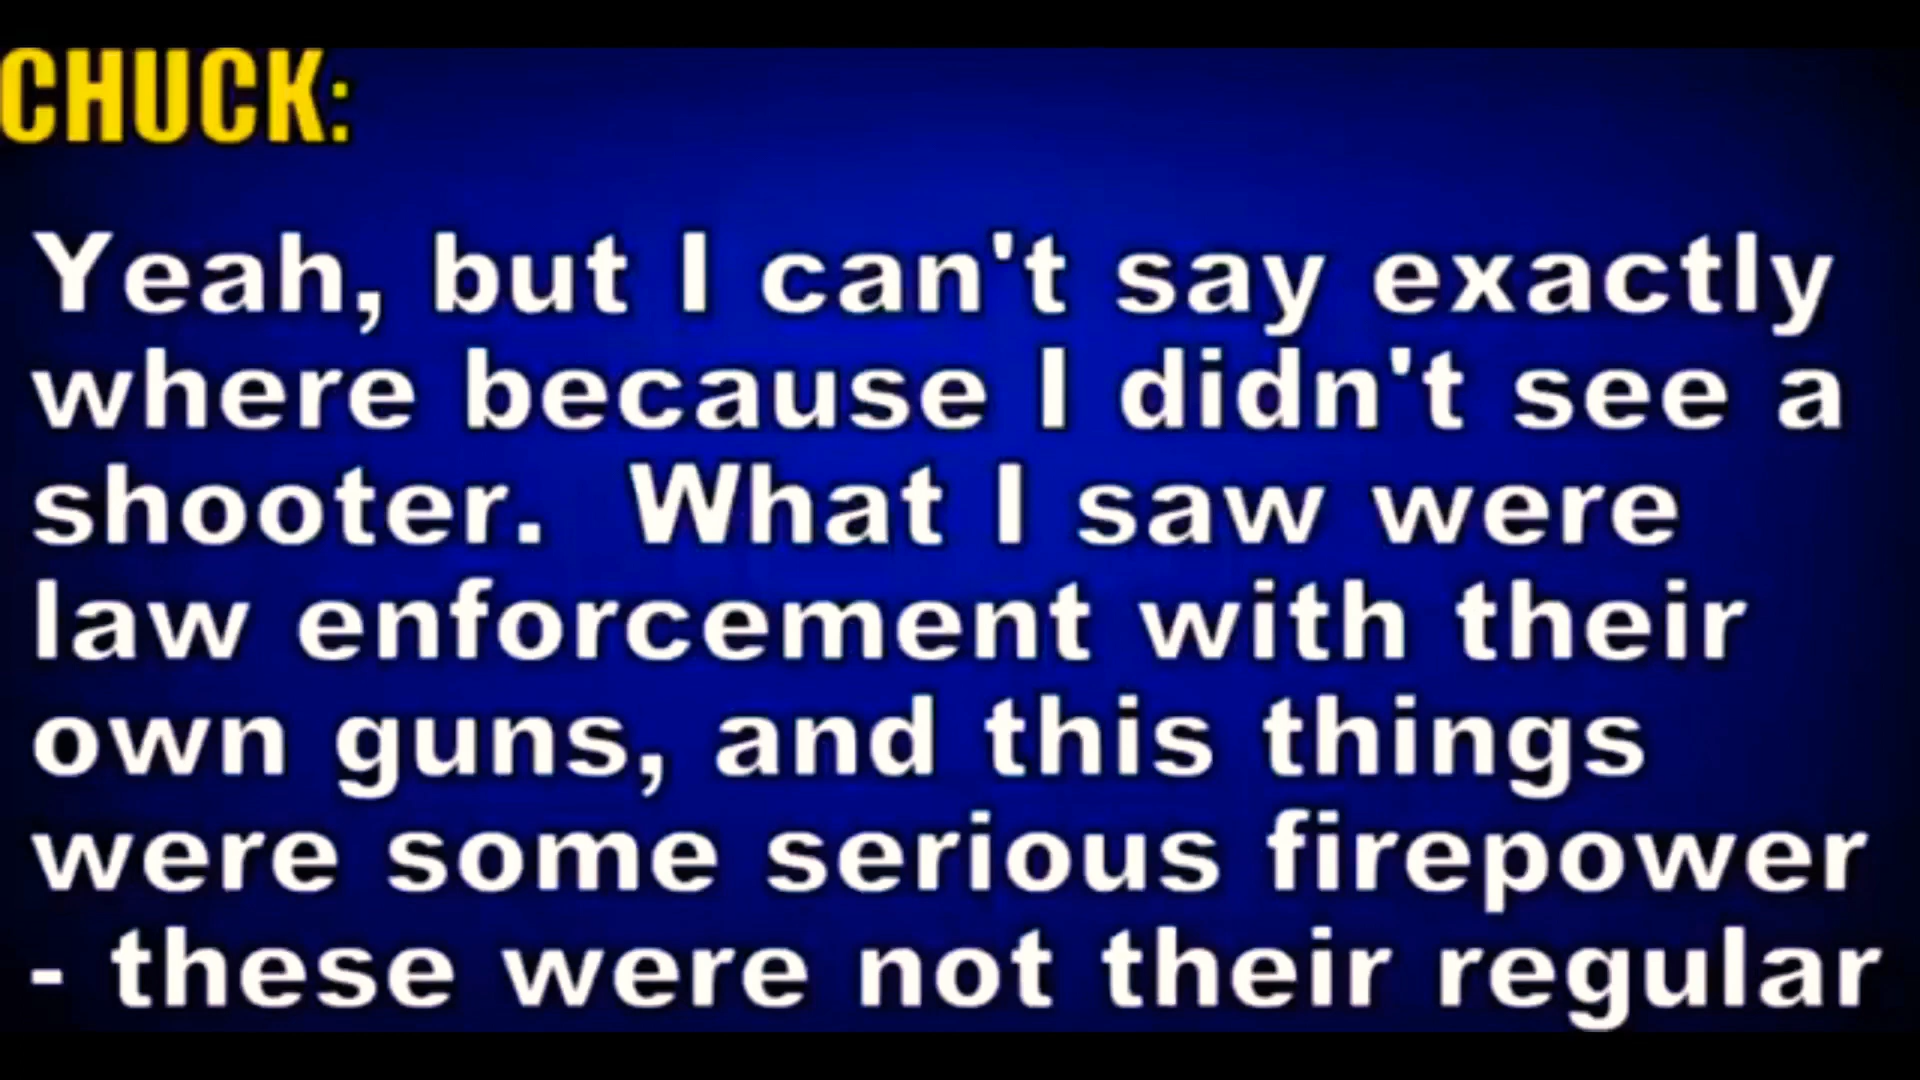 CHUCK:
Yeah, but I can't say exactly
where because I didn't see a
shooter.  What I saw were
law enforcement with their
own guns, and this things
were some serious firepower
- these were not their regular